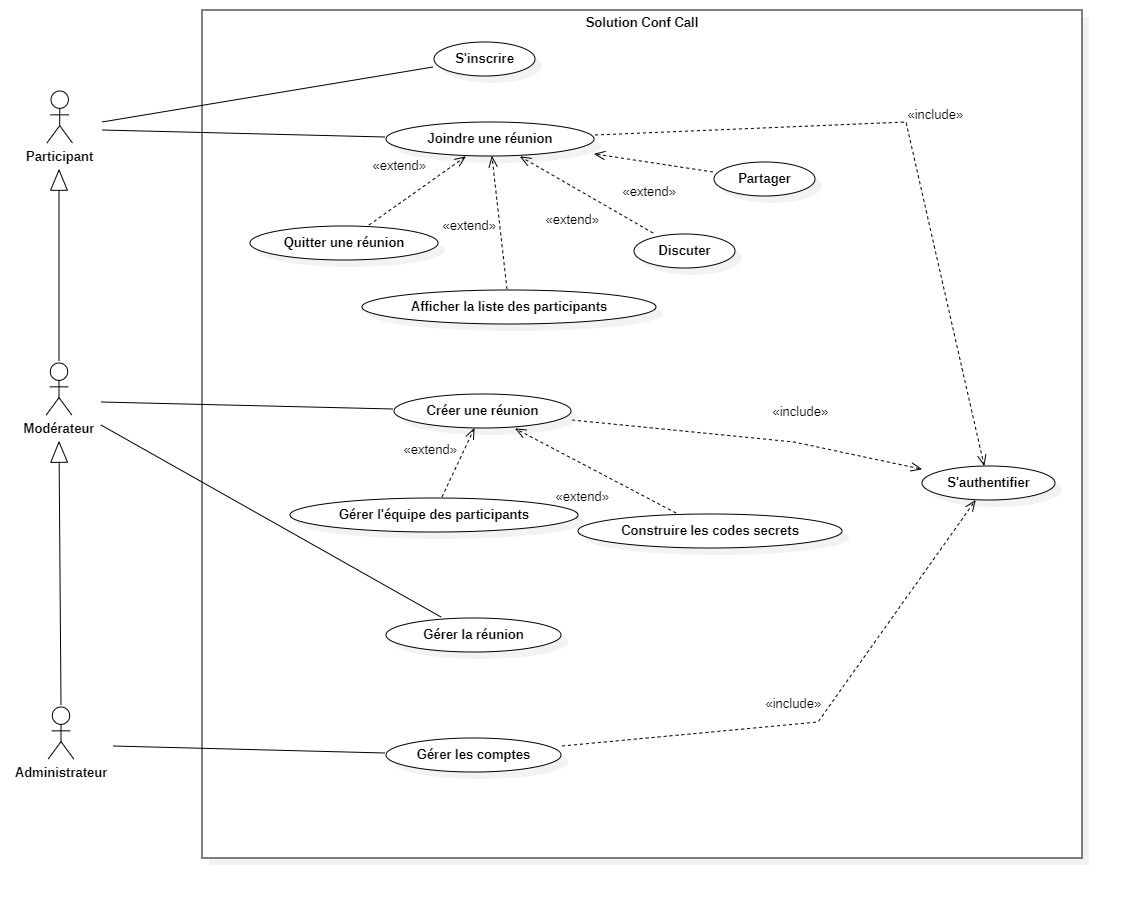 Solution Conf Call
S'inscrire
Participant
Joindre une réunion
«include»
«extend»
Partager
«extend»
«extend»
«extend»
Quitter une réunion
Discuter
Afficher la liste des participants
Modérateur
Créer une réunion
«include»
«extend»
S'authentifier
«extend»
Gérer l'équipe des participants
Construire les codes secrets
Gérer la réunion
«include»
Administrateur
Gérer les comptes